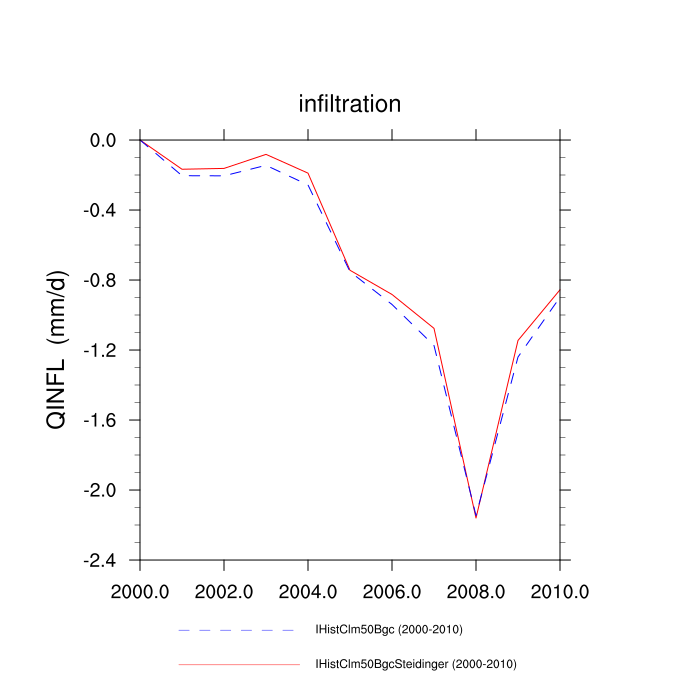 infiltration
0.0
-0.4
-0.8
-1.2
-1.6
-2.0
-2.4
QINFL (mm/d)
2000.0 2002.0 2004.0 2006.0 2008.0 2010.0
IHistClm50Bgc (2000-2010)
IHistClm50BgcSteidinger (2000-2010)